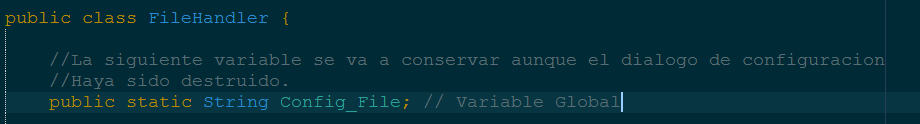 public class FileHandler {
//La siguiente variable se va a conservar aunque el dialogo de configuracion
//Haya sido destruido.
public static String Config_File; // Variable Global